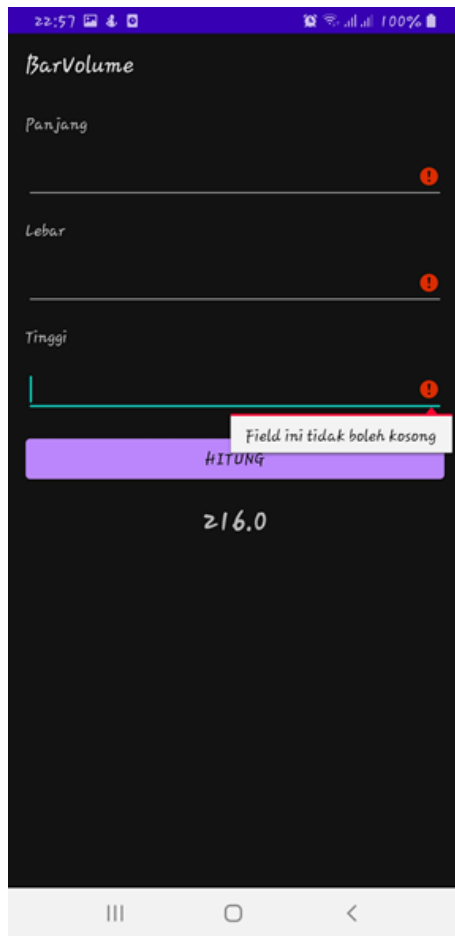 22:57 100%
BarVolume
Panjang
Lebar
Tinggi
Field ini tidak boleh kosong
HITUNG
216.0